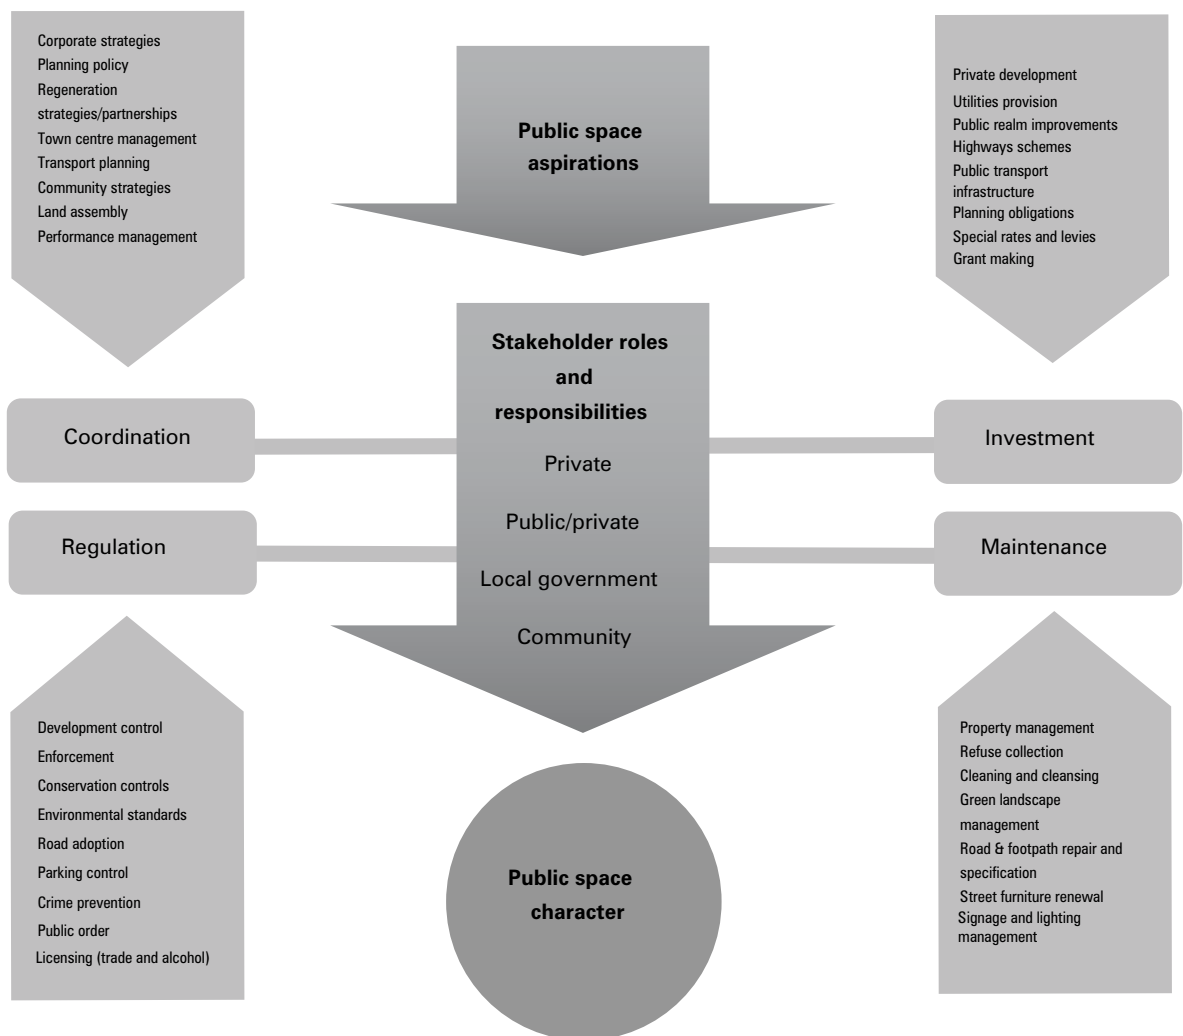 Corporate strategies
Planning policy
Regeneration
strategies/partnerships
Town centre management
Transport planning
Community strategies
Land assembly
Performance management
Public space
aspirations
Private development
Utilities provision
Public realm improvements
Highways schemes
Public transport
infrastructure
Planning obligations
Special rates and levies
Grant making
Stakeholder roles
and
responsibilities
Private
Public/private
Local government
Community
Coordination
Investment
Regulation
Maintenance
Development control
Enforcement
Conservation controls
Environmental standards
Road adoption
Parking control
Crime prevention
Public order
Licensing (trade and alcohol)
Public space
character
Property management
Refuse collection
Cleaning and cleansing
Green landscape
management
Road & footpath repair and
specification
Street furniture renewal
Signage and lighting
management